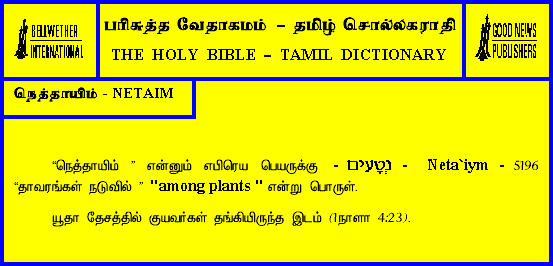 BELLWETHER
INTERNATIONAL
பரிசுத்த வேதாகமம் – தமிழ் சொல்லகராதி
THE HOLY BIBLE – TAMIL DICTIONARY
GOOD NEWS
PUBLISHERS
நெத்தாயிம் - NETAIM
“நெத்தாயிம் ” என்னும் எபிரெய பெயருக்கு - נְטָעִים - Neta`iym - 5196
“தாவரங்கள் நடுவில் ” "among plants " என்று பொருள்.
யூதா தேசத்தில் குயவர்கள் தங்கியிருந்த இடம் (1நாளா 4:23).